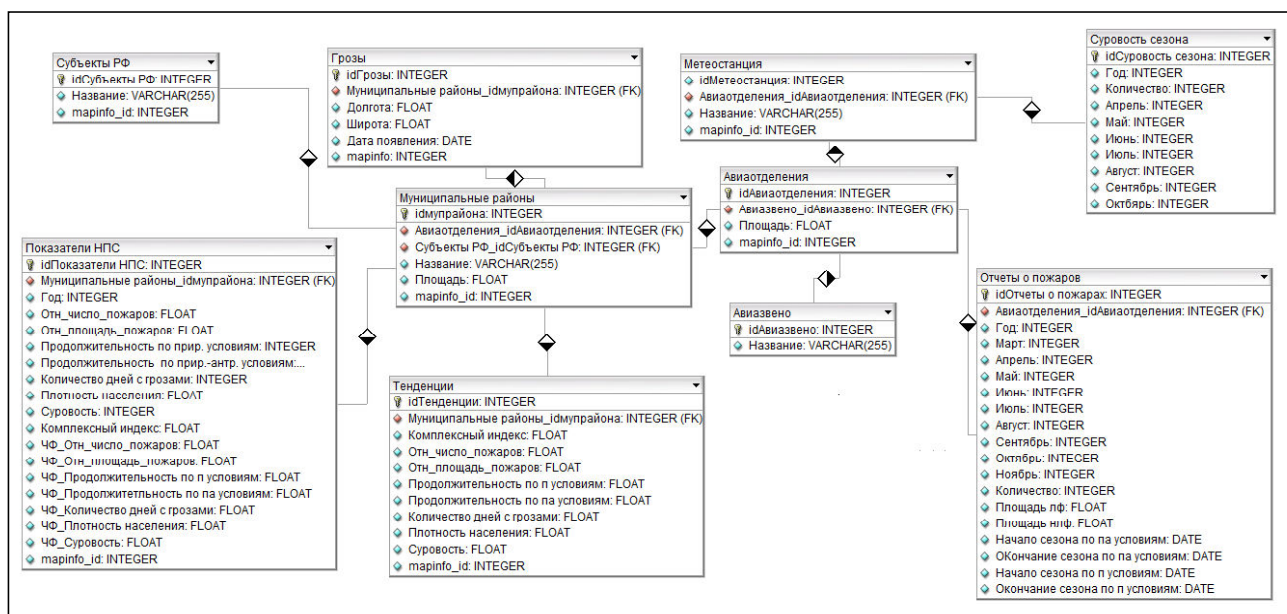 Субъекты РФ
idСубъекты РФ: INTEGER
Название: VARCHAR(255)
mapinfo_id: INTEGER
Грозы
idГрозы: INTEGER
Муниципальные районы_idмупрайона: INTEGER (FK)
Долгота: FLOAT
Широта: FLOAT
Дата появления: DATE
mapinfo: INTEGER
Метеостанция
idМетеостанция: INTEGER
Авиаотделения_idАвиаотделения: INTEGER (FK)
Название: VARCHAR(255)
mapinfo_id: INTEGER
Суровость сезона
idСуровость сезона: INTEGER
Год: INTEGER
Количество: INTEGER
Апрель: INTEGER
Май: INTEGER
Июнь: INTEGER
Июль: INTEGER
Август: INTEGER
Сентябрь: INTEGER
Октбярь: INTEGER
Муниципальные районы
idмупрайона: INTEGER
Авиаотделения_idАвиаотделения: INTEGER (FK)
Субъекты РФ_idСубъекты РФ: INTEGER (FK)
Название: VARCHAR(255)
Площадь: FLOAT
mapinfo_id: INTEGER
Авиаотделения
idАвиаотделения: INTEGER
Авиазвено_idАвиазвено: INTEGER (FK)
Площадь: FLOAT
mapinfo_id: INTEGER
Показатели НПС
idПоказатели НПС: INTEGER
Муниципальные районы_idмупрайона: INTEGER (FK)
Год: INTEGER
Отн_число_пожаров: FLOAT
Отн_площадь_пожаров: FLOAT
Продолжительность по прир. условиям: INTEGER
Продолжительность по прир.-антр. условиям:...
Количество дней с грозами: INTEGER
Плотность населения: FLOAT
Суровость: INTEGER
Комплексный индекс: FLOAT
ЧФ_Отн_число_пожаров: FLOAT
ЧФ_Отн_площадь_пожаров: FLOAT
ЧФ_Продолжительность по п условиям: FLOAT
ЧФ_Продолжитетльность по па условиям: FLOAT
ЧФ_Количество дней с грозами: FLOAT
ЧФ_Плотность населения: FLOAT
ЧФ_Суровость: FLOAT
mapinfo_id: INTEGER
Авиазвено
idАвиазвено: INTEGER
Название: VARCHAR(255)
Тенденции
idТенденции: INTEGER
Муниципальные районы_idмупрайона: INTEGER (FK)
Комплексный индекс: FLOAT
Отн_число_пожаров: FLOAT
Отн_площадь_пожаров: FLOAT
Продолжительность по п условиям: FLOAT
Продолжительность по па условиям: FLOAT
Количество дней с грозами: FLOAT
Плотность населения: FLOAT
Суровость: FLOAT
mapinfo_id: INTEGER
Отчеты о пожаров
idОтчеты о пожарах: INTEGER
Авиаотделения_idАвиаотделения: INTEGER (FK)
Год: INTEGER
Март: INTEGER
Апрель: INTEGER
Май: INTEGER
Июнь: INTEGER
Июль: INTEGER
Август: INTEGER
Сентябрь: INTEGER
Октябрь: INTEGER
Ноябрь: INTEGER
Количество: INTEGER
Площадь лф: FLOAT
Площадь нлф: FLOAT
Начало сезона по па условиям: DATE
ОКончание сезона по па условиям: DATE
Начало сезона по п условиям: DATE
Окончание сезона по п условиям: DATE